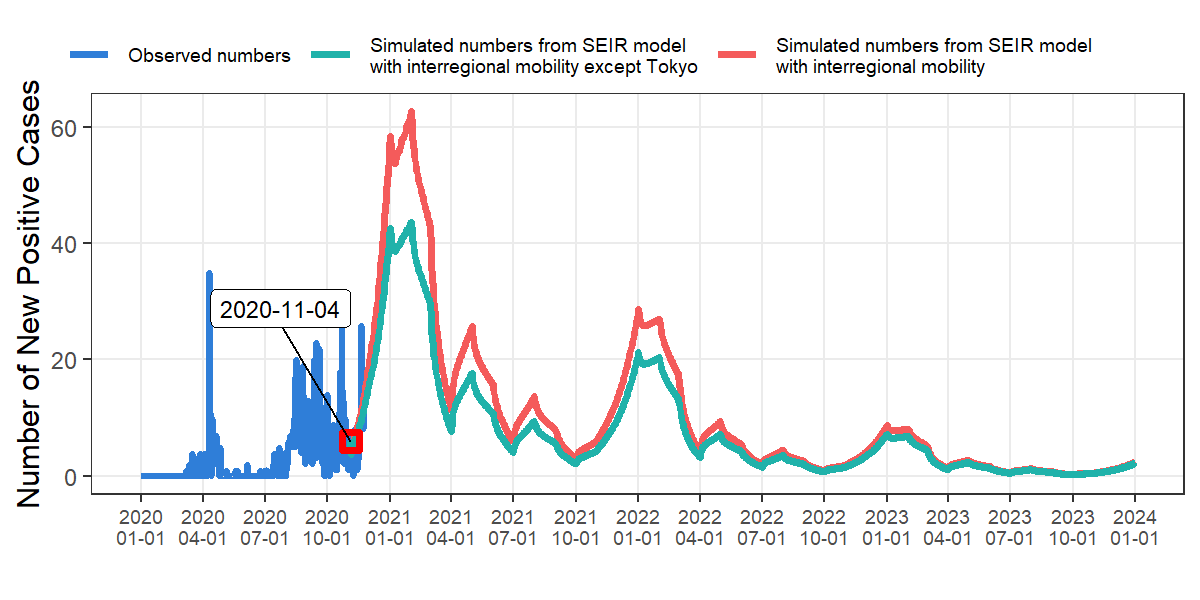 Observed numbers
Simulated numbers from SEIR model
with interregional mobility except Tokyo
Simulated numbers from SEIR model
with interregional mobility
Number of New Positive Cases
60
40
20
0
2020-11-04
2020 2020 2020 2020 2021 2021 2021 2021 2022 2022 2022 2022 2023 2023 2023 2023 2024
01-01 04-01 07-01 10-01 01-01 04-01 07-01 10-01 01-01 04-01 07-01 10-01 01-01 04-01 07-01 10-01 01-01